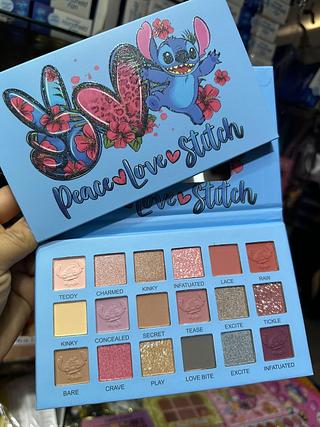 Peace Love Stitch
Love Stitch
TEDDY CHARMED KINKY INFATUATED LACE RAW
KINKY CONCEALED SECRET TEASE EXCITE TICKLE
BARE CRAVE PLAY LOVE BITE EXCITE INFATUATED